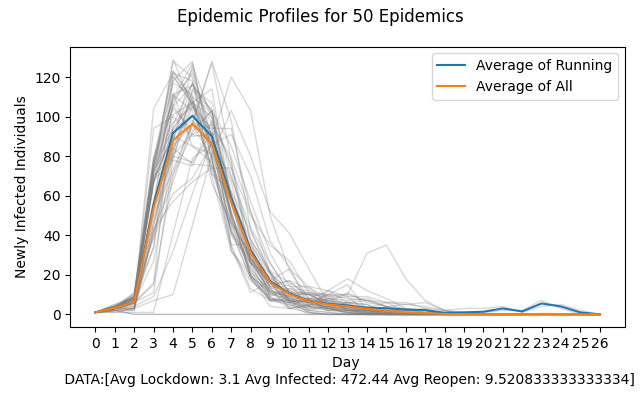 Epidemic Profiles for 50 Epidemics
Average of Running
Average of All
Newly Infected Individuals
120
100
80
60
40
20
0
0 1 2 3 4 5 6 7 8 9 10 11 12 13 14 15 16 17 18 19 20 21 22 23 24 25 26
Day
DATA:[Avg Lockdown: 3.1 Avg Infected: 472.44 Avg Reopen: 9.520833333333334]